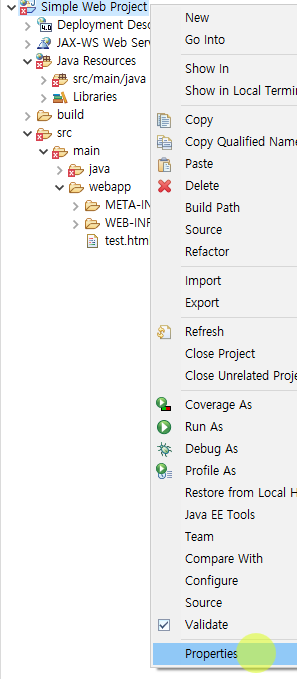 Simple Web Project
Deployment Desc
JAX-WS Web Serv
Java Resources
src/main/java
Libraries
build
src
main
java
webapp
META-IN
WEB-INF
test.htm
New
Go Into
Show In
Show in Local Termi
Copy
Copy Qualified Name
Paste
Delete
Build Path
Source
Refactor
Import
Export
Refresh
Close Project
Close Unrelated Proje
Coverage As
Run As
Debug As
Profile As
Restore from Local H
Java EE Tools
Team
Compare With
Configure
Source
Validate
Properties